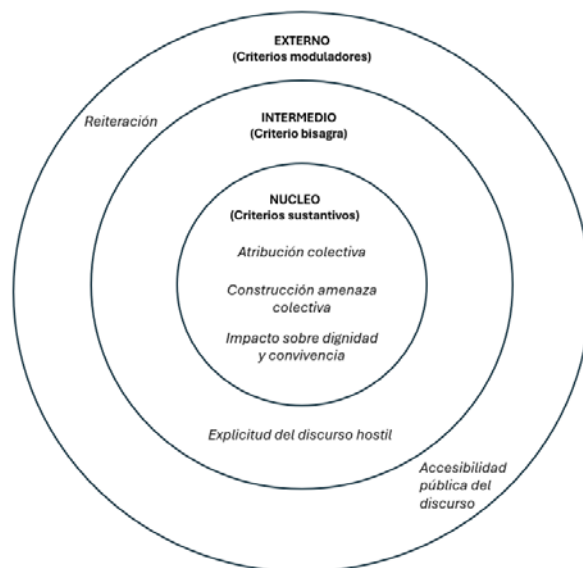 EXTERNO
(Criterios moduladores)
Reiteración
INTERMEDIO
(Criterio bisagra)
NUCLEO
(Criterios sustantivos)
Atribución colectiva
Construcción amenaza
colectiva
Impacto sobre dignidad
y convivencia
Explicitud del discurso hostil
Accesibilidad
pública del
discurso